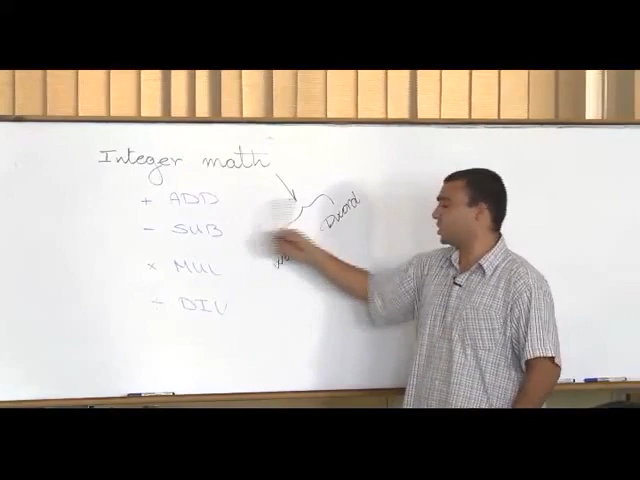 Integer math
+ ADD
- SUB
× MUL
÷ DIV
Dword